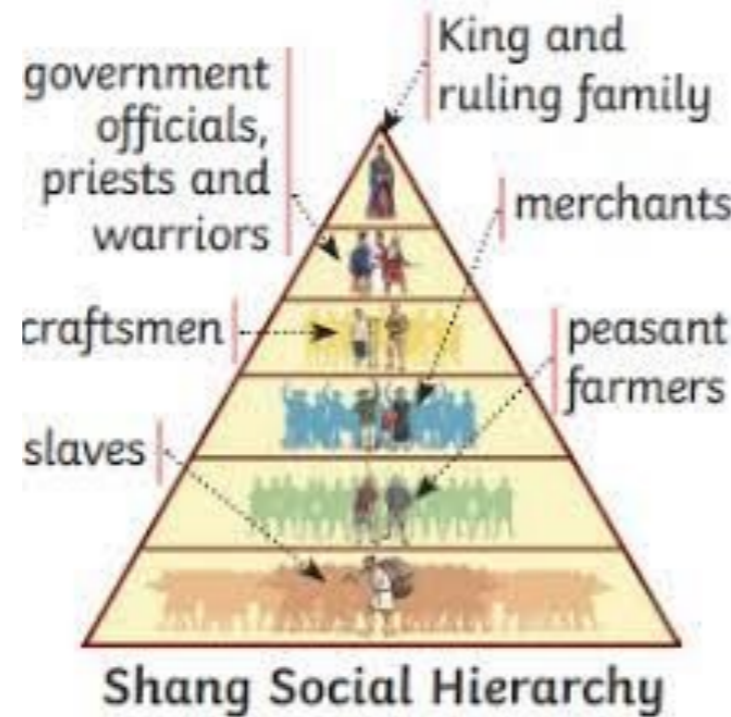 King and
ruling family
government
officials,
priests and
warriors
merchants
craftsmen
peasant
farmers
slaves
Shang Social Hierarchy